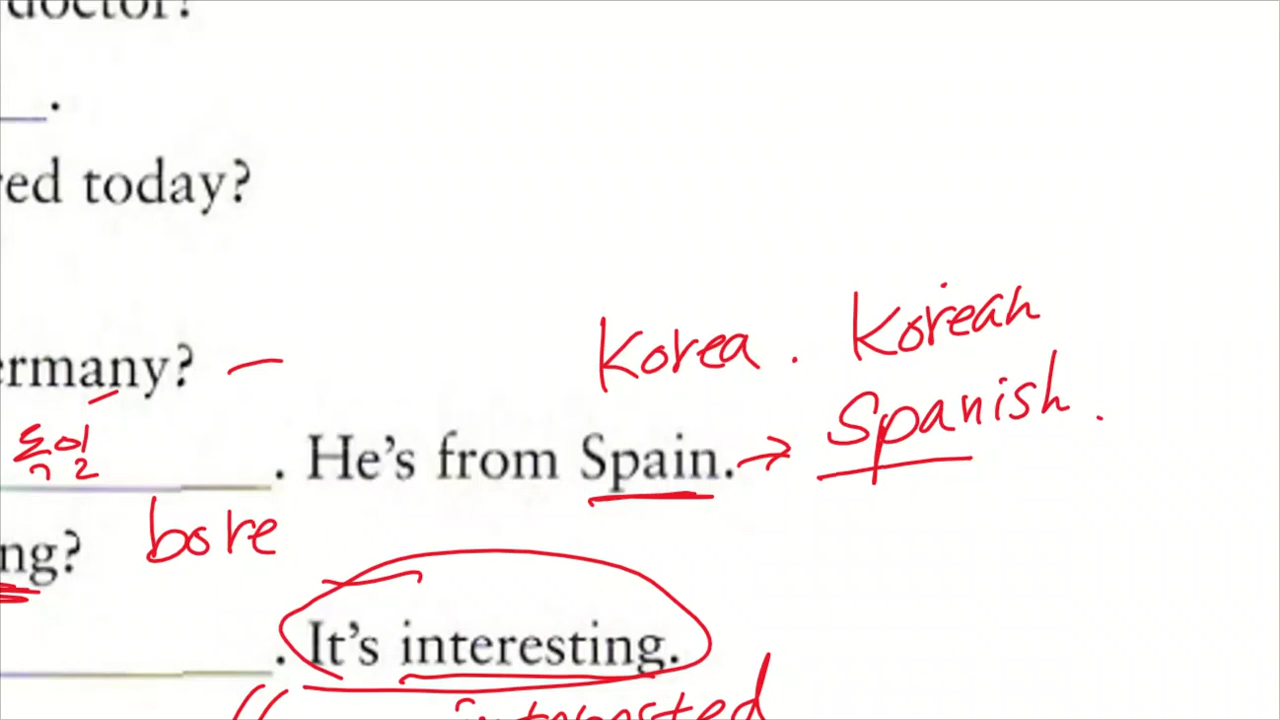 doctor?
.
ed today?
Korea . Korean
ermany? —
Spanish .
독일
. He's from Spain. →
bore
ng?
. It's interesting.
interested